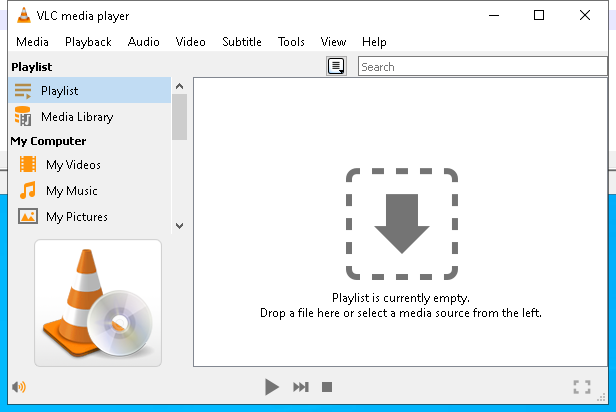 VLC media player
Media Playback Audio Video Subtitle Tools View Help
Playlist
Search
Playlist
Media Library
My Computer
My Videos
My Music
My Pictures
Playlist is currently empty.
Drop a file here or select a media source from the left.